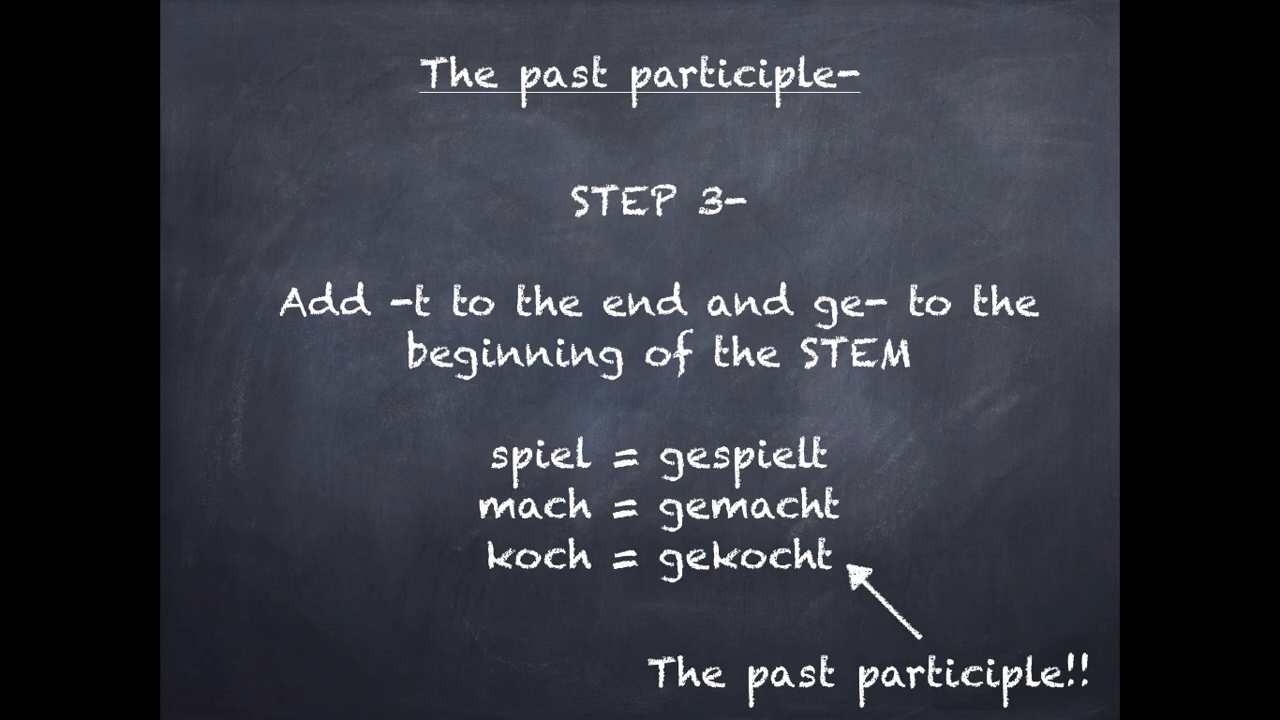 The past participle-
STEP 3-
Add -t to the end and ge- to the
beginning of the STEM
spiel = gespielt
mach = gemacht
koch = gekocht
The past participle!!